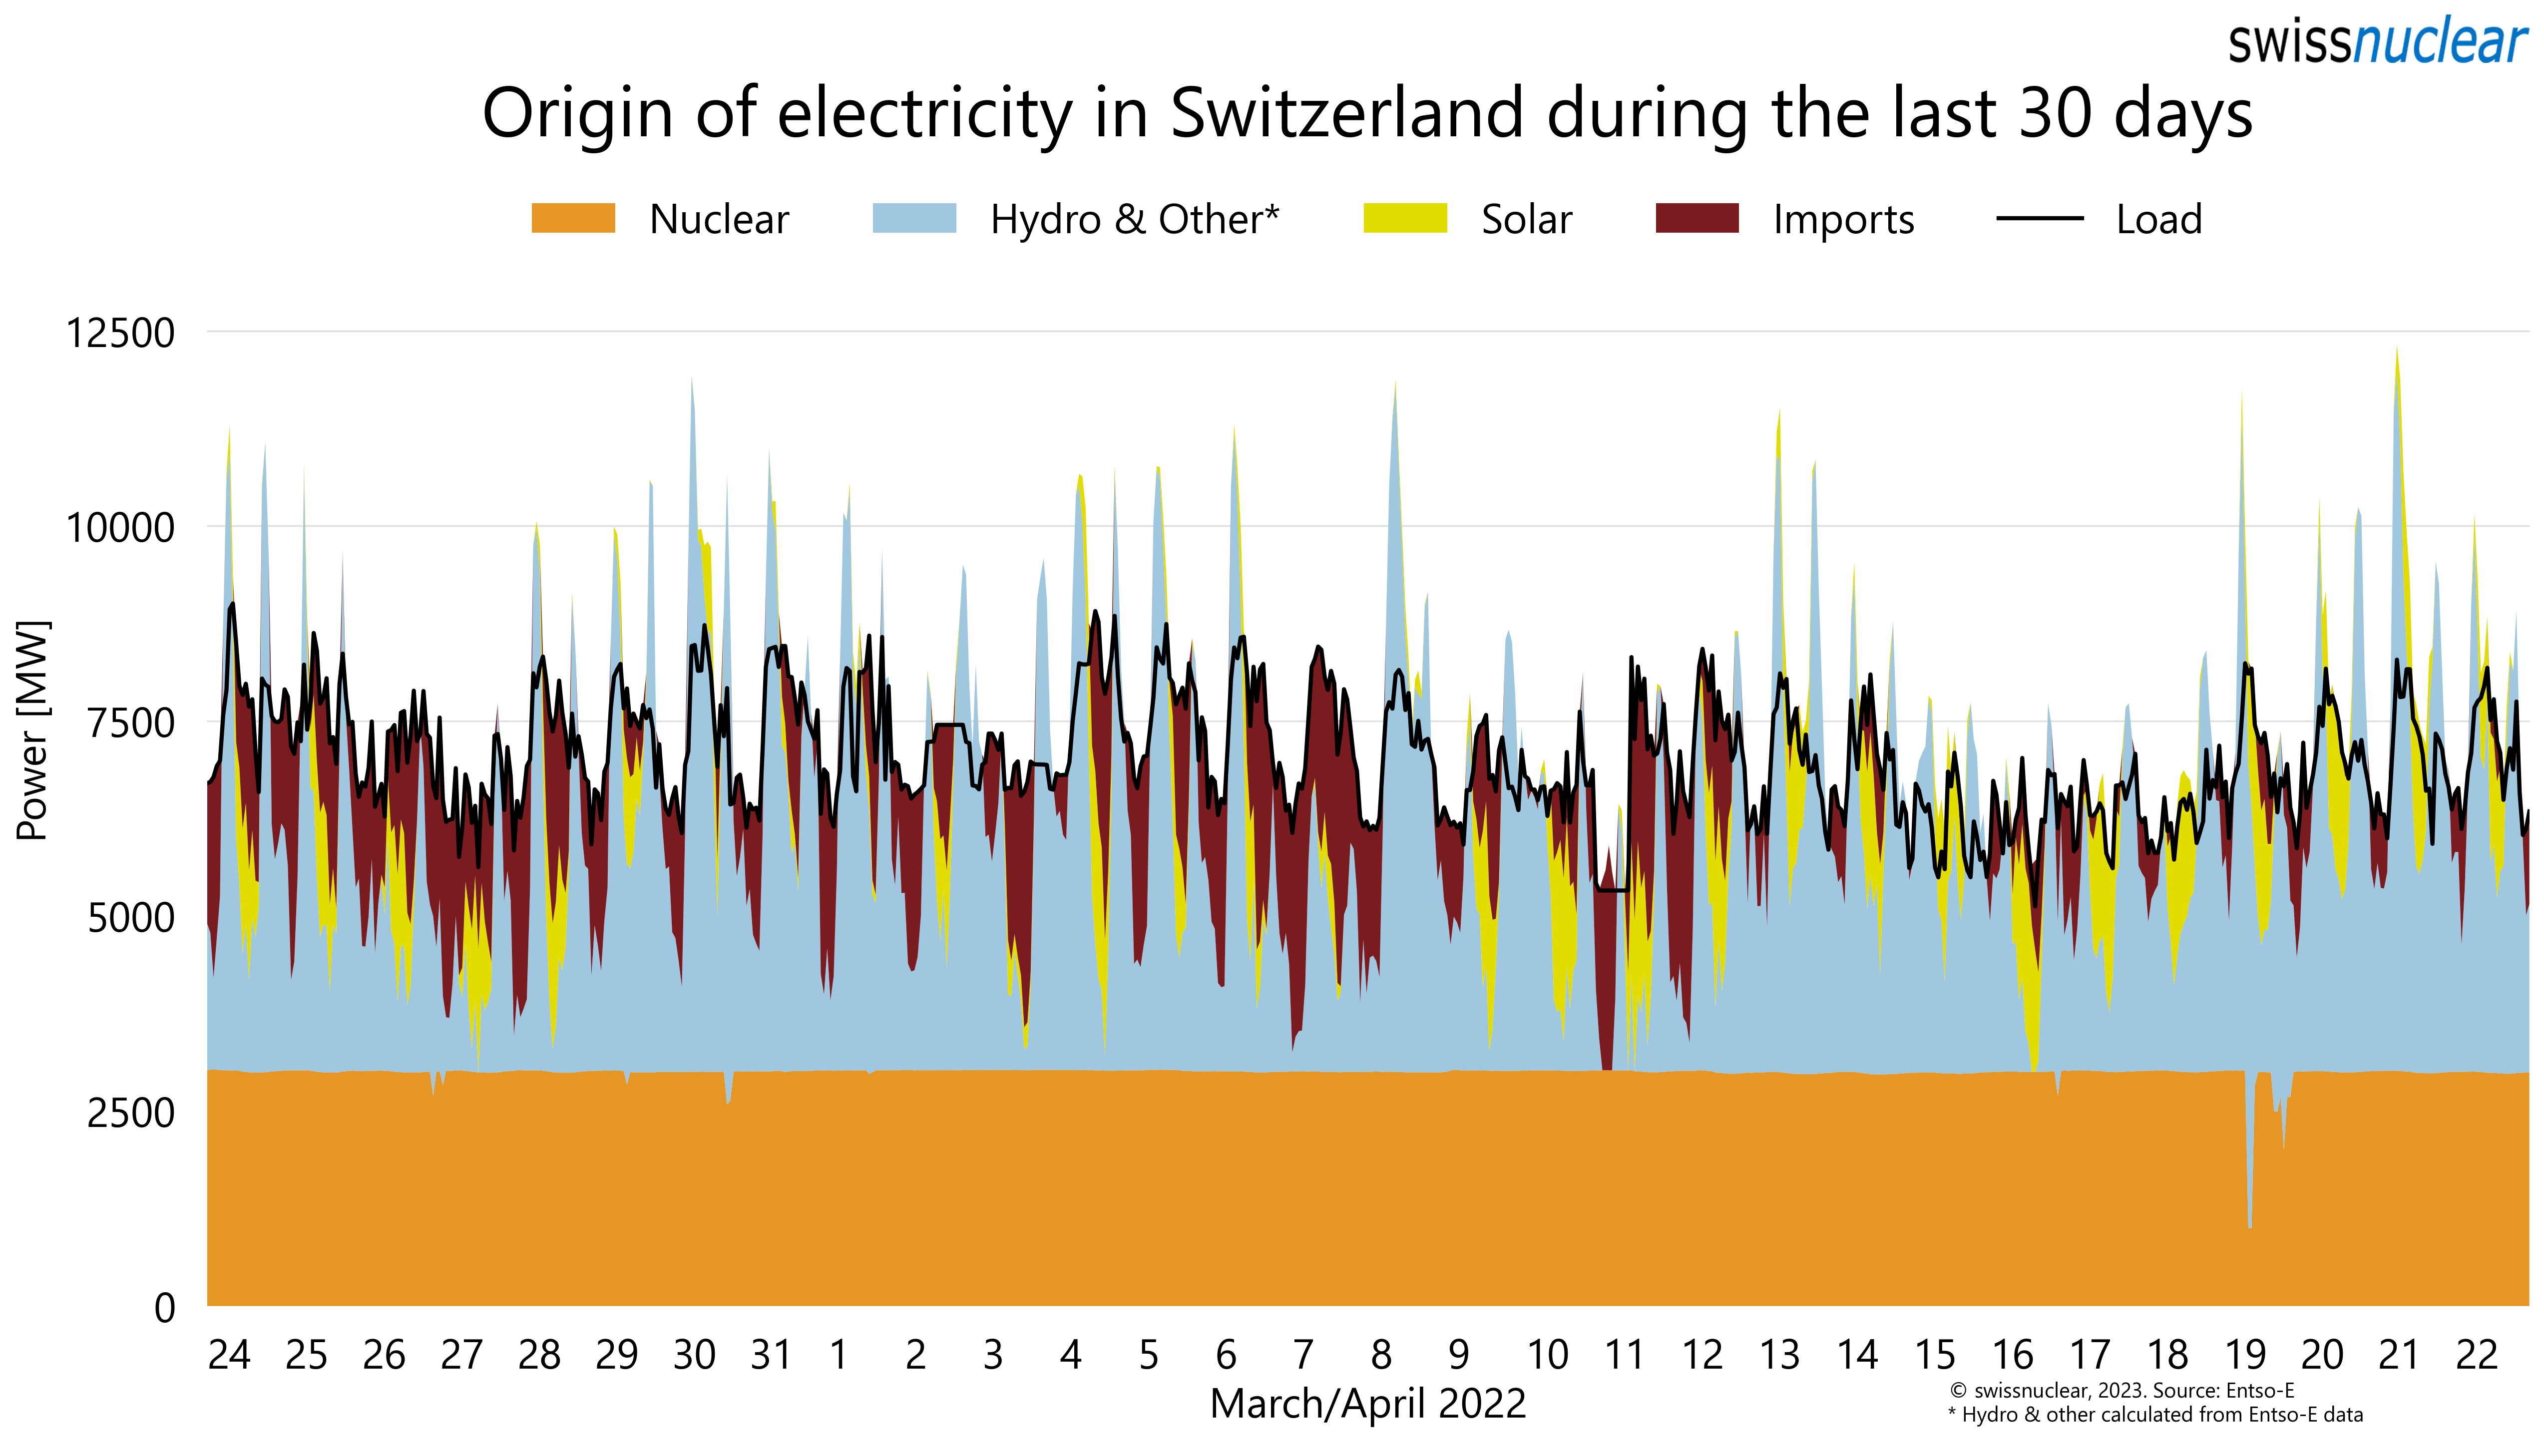 swissnuclear
Origin of electricity in Switzerland during the last 30 days
Nuclear Hydro & Other* Solar Imports Load
12500
10000
7500
5000
2500
0
Power [MW]
24 25 26 27 28 29 30 31 1 2 3 4 5 6 7 8 9 10 11 12 13 14 15 16 17 18 19 20 21 22
March/April 2022
© swissnuclear, 2023. Source: Entso-E
* Hydro & other calculated from Entso-E data